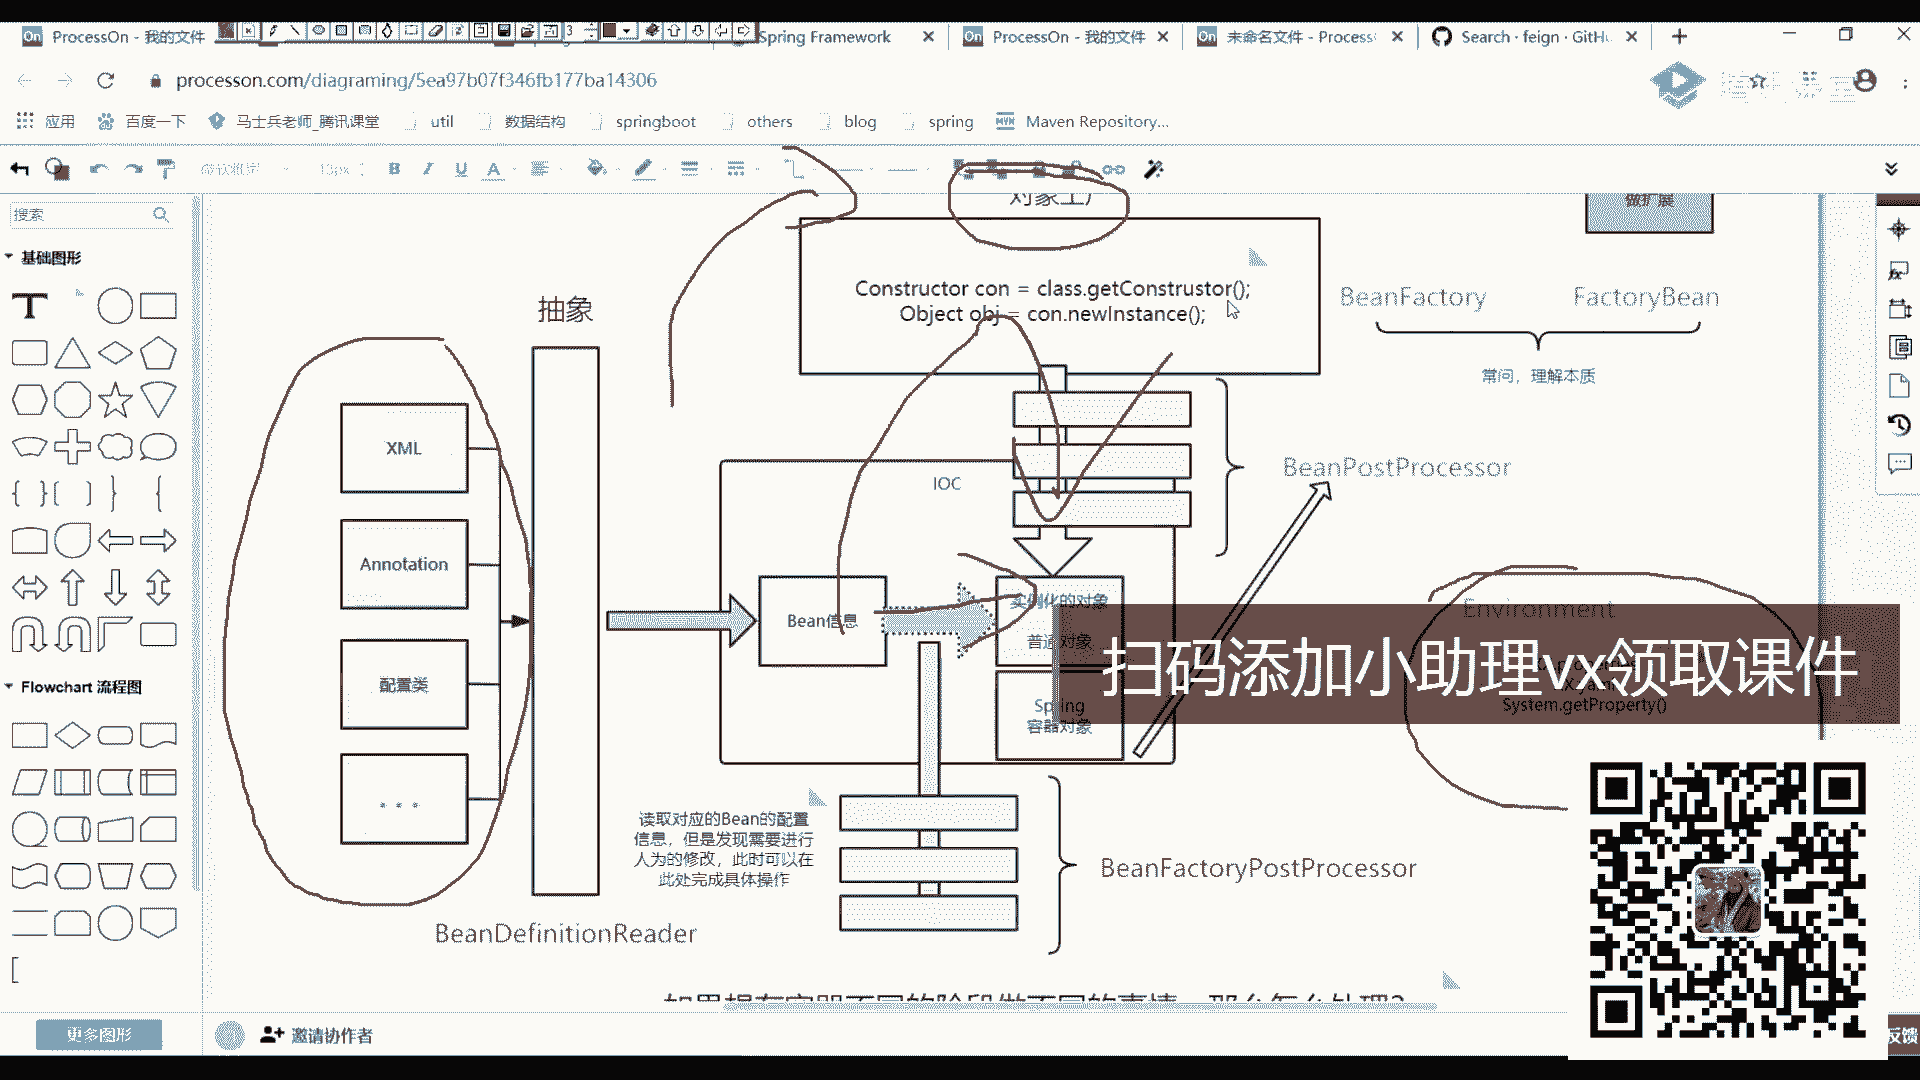 ProcessOn - 我的文件
Spring Framework
ProcessOn - 我的文件
未命名文件 - Process
Search · feign · GitHu
processon.com/diagraming/5ea97b07f346fb177ba14306
应用
百度一下
马士兵老师_腾讯课堂
util
数据结构
springboot
others
blog
spring
Maven Repository...
搜索
基础图形
Flowchart 流程图
更多图形
邀请协作者
对象工厂
Constructor con = class.getConstrustor();
Object obj = con.newInstance();
做扩展
BeanFactory
FactoryBean
常问，理解本质
抽象
XML
Annotation
配置类
. . .
IOC
BeanPostProcessor
Bean信息
实例化的对象
普通对象
Spring
容器对象
Environment
System.getProperty()
扫码添加小助理vx领取课件
读取对应的Bean的配置
信息，但是发现需要进行
人为的修改，此时可以在
此处完成具体操作
BeanFactoryPostProcessor
BeanDefinitionReader
反馈